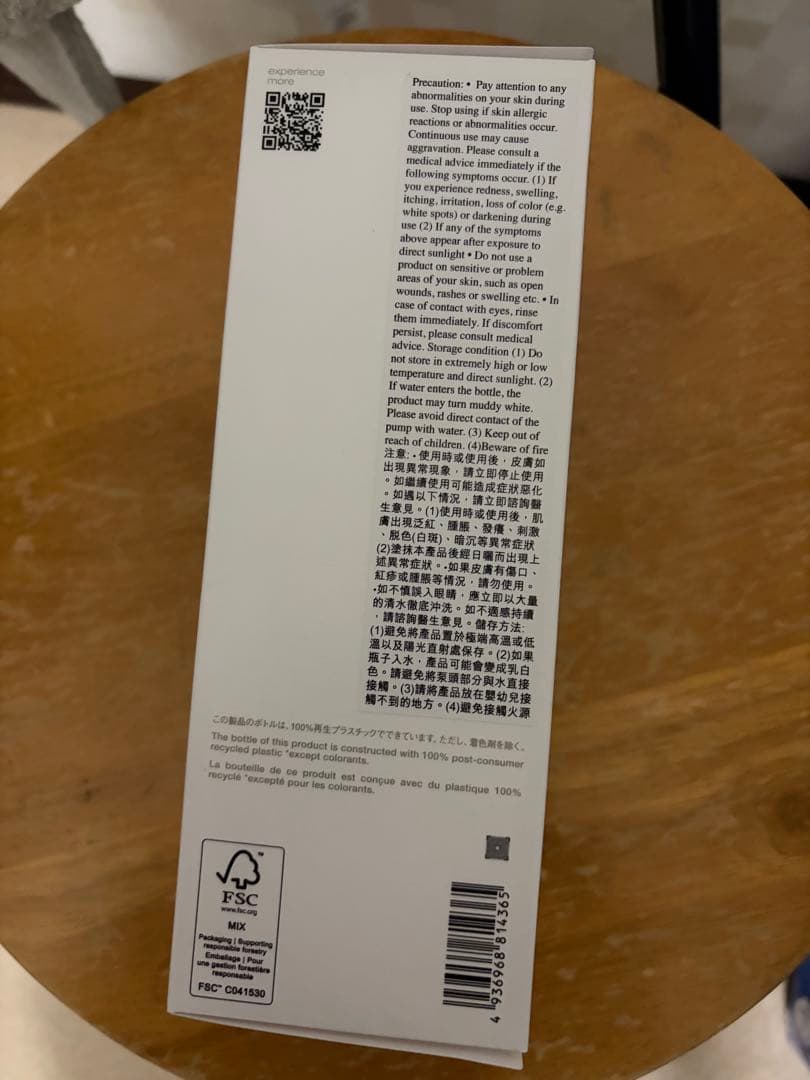 experience
more
Precaution: • Pay attention to any
abnormalities on your skin during
use. Stop using if skin allergic
reactions or abnormalities occur.
Continuous use may cause
aggravation. Please consult a
medical advice immediately if the
following symptoms occur. (1) If
you experience redness, swelling,
itching, irritation, loss of color (e.g.
white spots) or darkening during
use (2) If any of the symptoms
above appear after exposure to
direct sunlight • Do not use a
product on sensitive or problem
areas of your skin, such as open
wounds, rashes or swelling etc. • In
case of contact with eyes, rinse
them immediately. If discomfort
persist, please consult medical
advice. Storage condition (1) Do
not store in extremely high or low
temperature and direct sunlight. (2)
If water enters the bottle, the
product may turn muddy white.
Please avoid direct contact of the
pump with water. (3) Keep out of
reach of children. (4)Beware of fire
注意: •使用時或使用後，皮膚如
出現異常現象，請立即停止使用
。如繼續使用可能造成症狀惡化
。如遇以下情況，請立即諮詢醫
生意見。(1)使用時或使用後，肌
膚出現泛紅、腫脹、發癢、刺激
、脫色(白斑)、暗沉等異常症狀
(2)塗抹本產品後經日曬而出現上
述異常症狀。•如果皮膚有傷口、
紅疹或腫脹等情況，請勿使用。
•如不慎誤入眼睛，應立即以大量
的清水徹底沖洗。如不適感持續
，請諮詢醫生意見。儲存方法:
(1)避免將產品置於極端高溫或低
溫以及陽光直射處保存。(2)如果
瓶子入水，產品可能會變成乳白
色。請避免將泵頭部分與水直接
接觸。(3)請將產品放在嬰幼兒接
觸不到的地方。(4)避免接觸火源
この製品のボトルは、100%再生プラスチックでできています。ただし、着色剤を除く。
The bottle of this product is constructed with 100% post-consumer
recycled plastic *except colorants.
La bouteille de ce produit est conçue avec du plastique 100%
recyclé *excepté pour les colorants.
FSC
www.fsc.org
MIX
Packaging | Supporting
responsible forestry
Emballage | Pour
une gestion forestière
responsable
FSC™ C041530
4 936968 814365